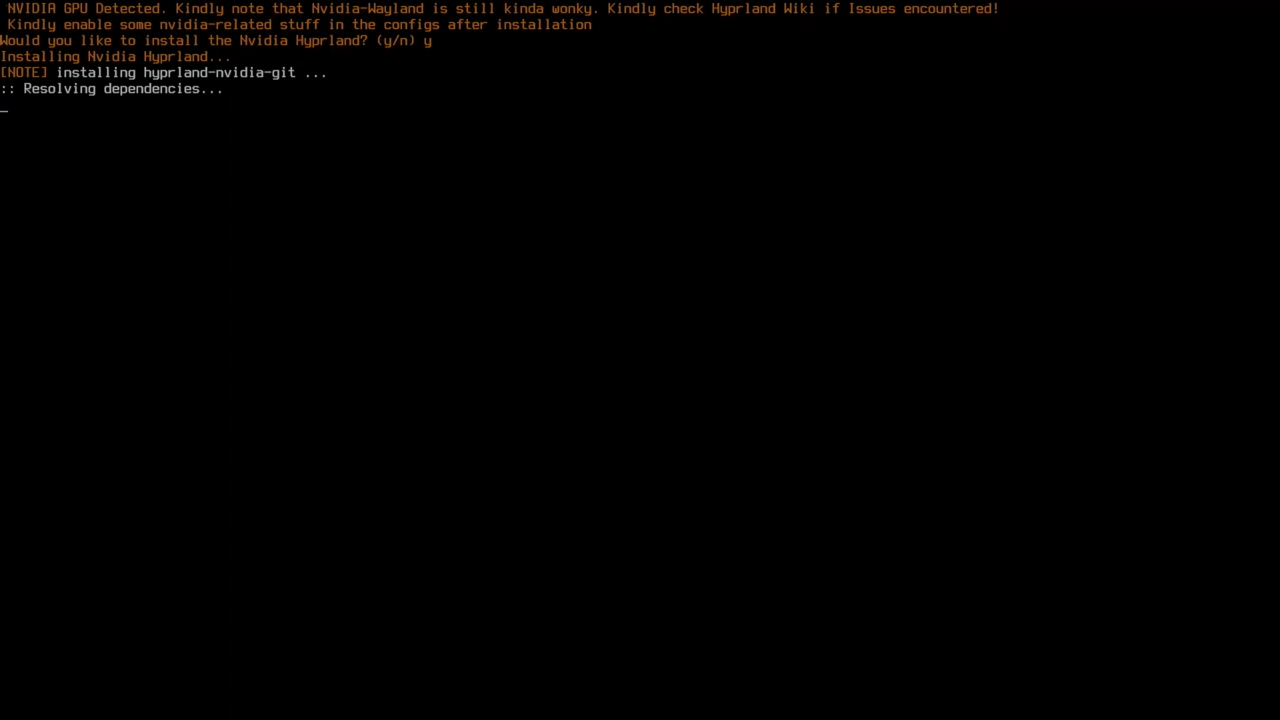 NVIDIA GPU Detected. Kindly note that Nvidia-Wayland is still kinda wonky. Kindly check Hyprland Wiki if Issues encountered!
Kindly enable some nvidia-related stuff in the configs after installation
Would you like to install the Nvidia Hyprland? (y/n) y
Installing Nvidia Hyprland...
[NOTE] installing hyprland-nvidia-git ...
:: Resolving dependencies...
_